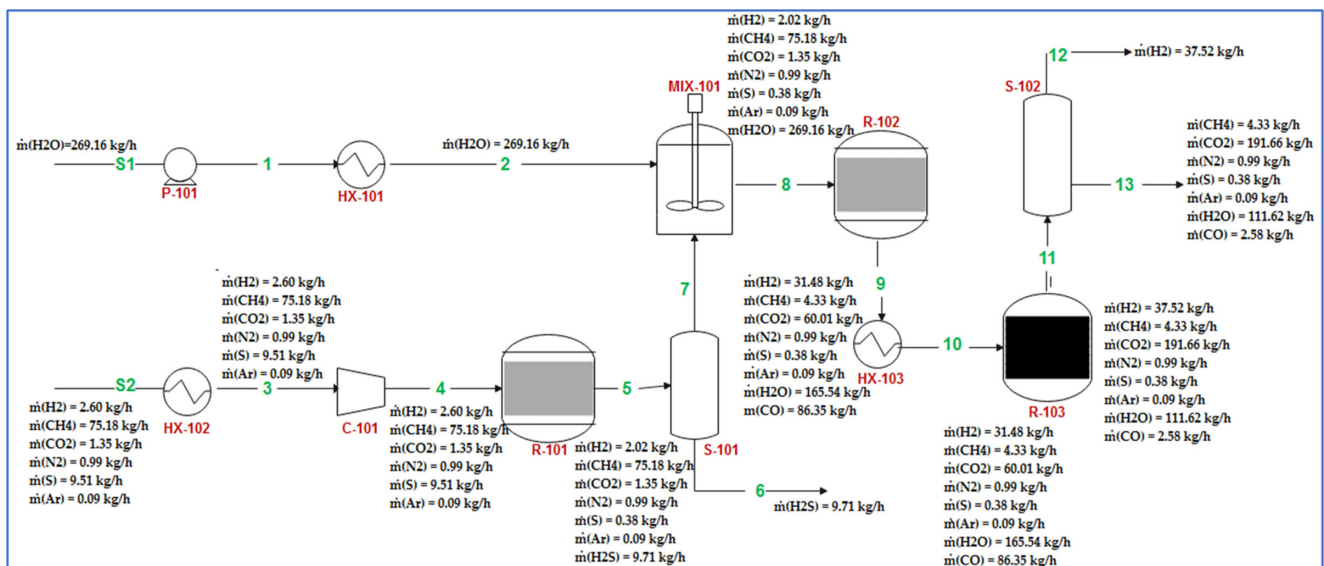 ṁ(H2) = 2.02 kg/h
ṁ(CH4) = 75.18 kg/h
ṁ(CO2) = 1.35 kg/h
ṁ(N2) = 0.99 kg/h
ṁ(S) = 0.38 kg/h
ṁ(Ar) = 0.09 kg/h
m(H2O) = 269.16 kg/h
MIX-101
12
ṁ(H2) = 37.52 kg/h
S-102
R-102
ṁ(H2O)=269.16 kg/h
S1
P-101
1
HX-101
ṁ(H2O) = 269.16 kg/h
2
8
ṁ(CH4) = 4.33 kg/h
ṁ(CO2) = 191.66 kg/h
ṁ(N2) = 0.99 kg/h
ṁ(S) = 0.38 kg/h
ṁ(Ar) = 0.09 kg/h
ṁ(H2O) = 111.62 kg/h
ṁ(CO) = 2.58 kg/h
13
11
7
9
ṁ(H2) = 31.48 kg/h
ṁ(CH4) = 4.33 kg/h
ṁ(CO2) = 60.01 kg/h
ṁ(N2) = 0.99 kg/h
ṁ(S) = 0.38 kg/h
ṁ(Ar) = 0.09 kg/h
ṁ(H2O) = 165.54 kg/h
m(CO) = 86.35 kg/h
HX-103
10
R-103
ṁ(H2) = 37.52 kg/h
ṁ(CH4) = 4.33 kg/h
ṁ(CO2) = 191.66 kg/h
ṁ(N2) = 0.99 kg/h
ṁ(S) = 0.38 kg/h
ṁ(Ar) = 0.09 kg/h
ṁ(H2O) = 111.62 kg/h
ṁ(CO) = 2.58 kg/h
ṁ(H2) = 2.60 kg/h
ṁ(CH4) = 75.18 kg/h
ṁ(CO2) = 1.35 kg/h
ṁ(N2) = 0.99 kg/h
ṁ(S) = 9.51 kg/h
ṁ(Ar) = 0.09 kg/h
S2
HX-102
3
C-101
4
R-101
5
S-101
6
ṁ(H2S) = 9.71 kg/h
ṁ(H2) = 2.60 kg/h
ṁ(CH4) = 75.18 kg/h
ṁ(CO2) = 1.35 kg/h
ṁ(N2) = 0.99 kg/h
ṁ(S) = 9.51 kg/h
ṁ(Ar) = 0.09 kg/h
ṁ(H2) = 2.60 kg/h
ṁ(CH4) = 75.18 kg/h
ṁ(CO2) = 1.35 kg/h
ṁ(N2) = 0.99 kg/h
ṁ(S) = 9.51 kg/h
ṁ(Ar) = 0.09 kg/h
ṁ(H2) = 2.02 kg/h
ṁ(CH4) = 75.18 kg/h
ṁ(CO2) = 1.35 kg/h
ṁ(N2) = 0.99 kg/h
ṁ(S) = 0.38 kg/h
ṁ(Ar) = 0.09 kg/h
ṁ(H2S) = 9.71 kg/h
ṁ(H2) = 31.48 kg/h
ṁ(CH4) = 4.33 kg/h
ṁ(CO2) = 60.01 kg/h
ṁ(N2) = 0.99 kg/h
ṁ(S) = 0.38 kg/h
ṁ(Ar) = 0.09 kg/h
ṁ(H2O) = 165.54 kg/h
ṁ(CO) = 86.35 kg/h